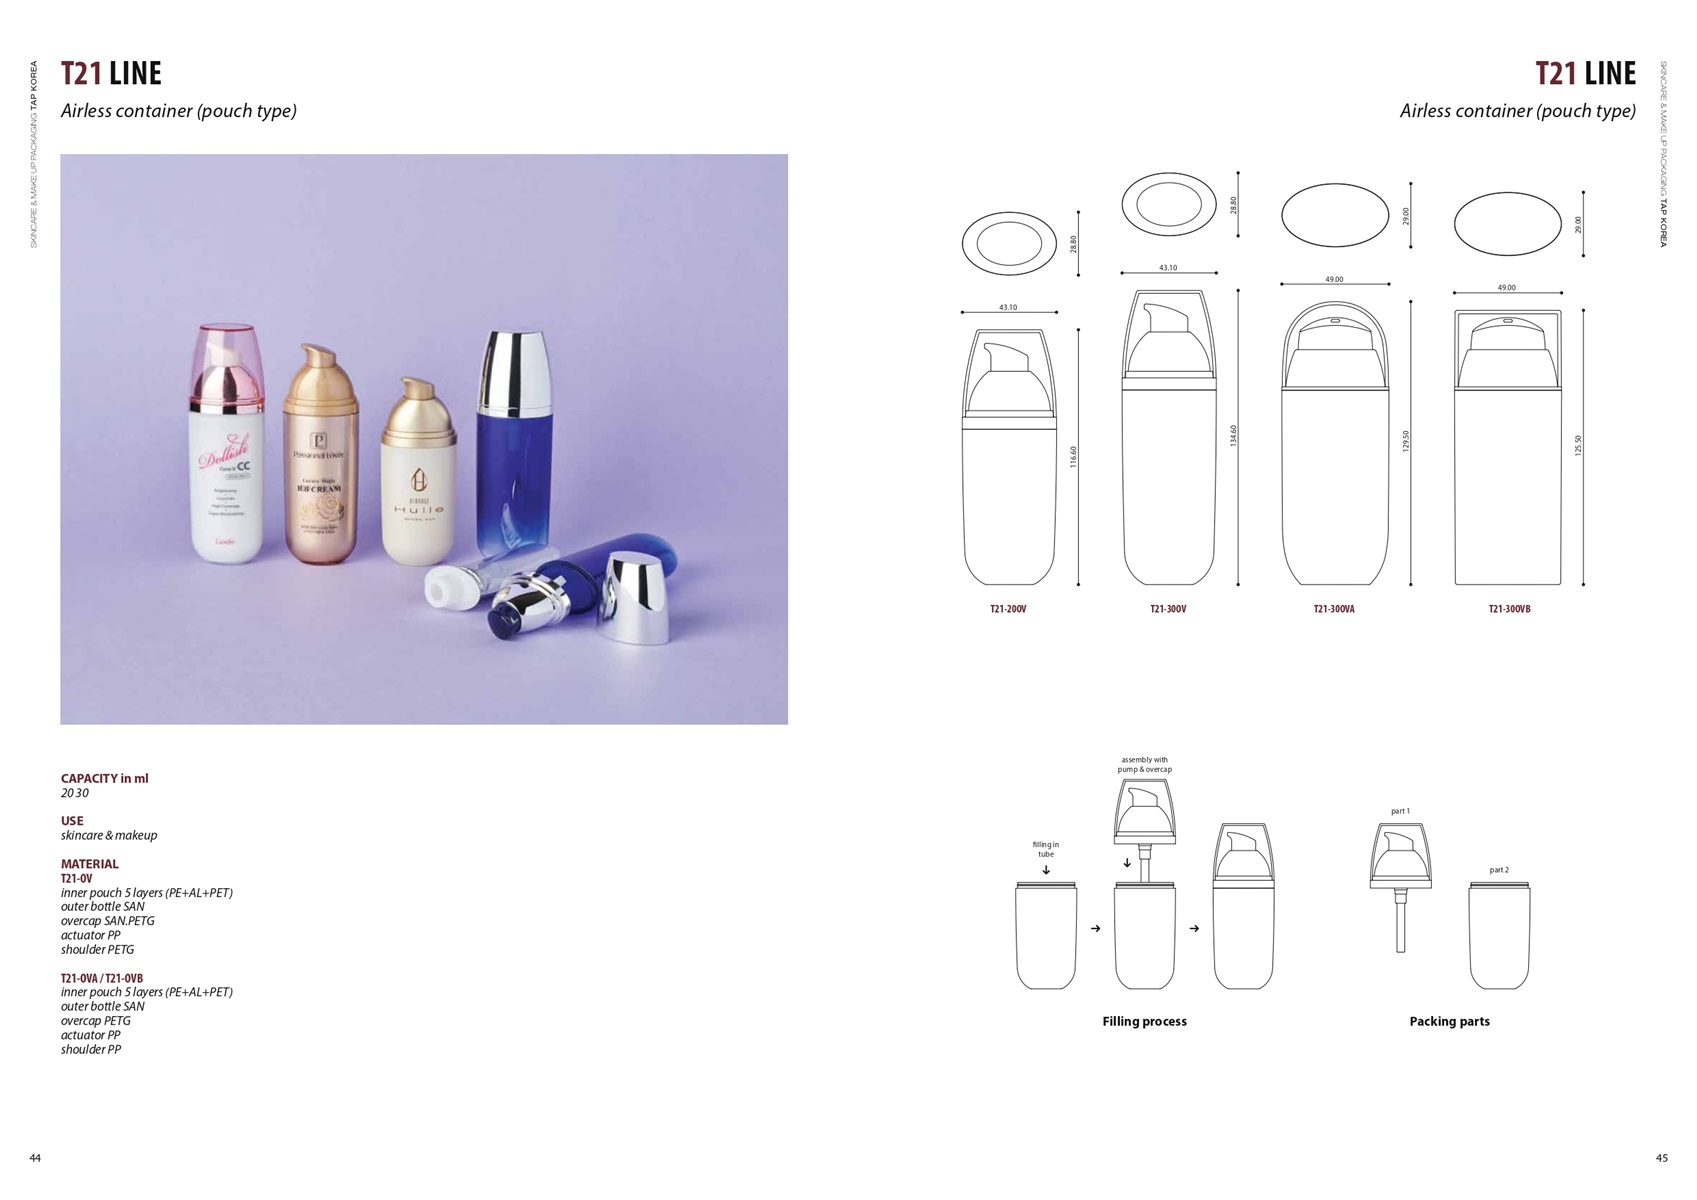 SKINCARE & MAKE UP PACKAGING TAP KOREA
T21 LINE
Airless container (pouch type)
Dollish
CC
P
BB CREAM
Huile
CAPACITY in ml
20 30
USE
skincare & makeup
MATERIAL
T21-0V
inner pouch 5 layers (PE+AL+PET)
outer bottle SAN
overcap SAN.PETG
actuator PP
shoulder PETG
T21-0VA / T21-0VB
inner pouch 5 layers (PE+AL+PET)
outer bottle SAN
overcap PETG
actuator PP
shoulder PP
44
T21 LINE
Airless container (pouch type)
SKINCARE & MAKE UP PACKAGING TAP KOREA
28.80
43.10
116.60
T21-200V
28.80
43.10
134.60
T21-300V
29.00
49.00
129.50
T21-300VA
29.00
49.00
125.50
T21-300VB
filling in
tube
assembly with
pump & overcap
Filling process
part 1
part 2
Packing parts
45